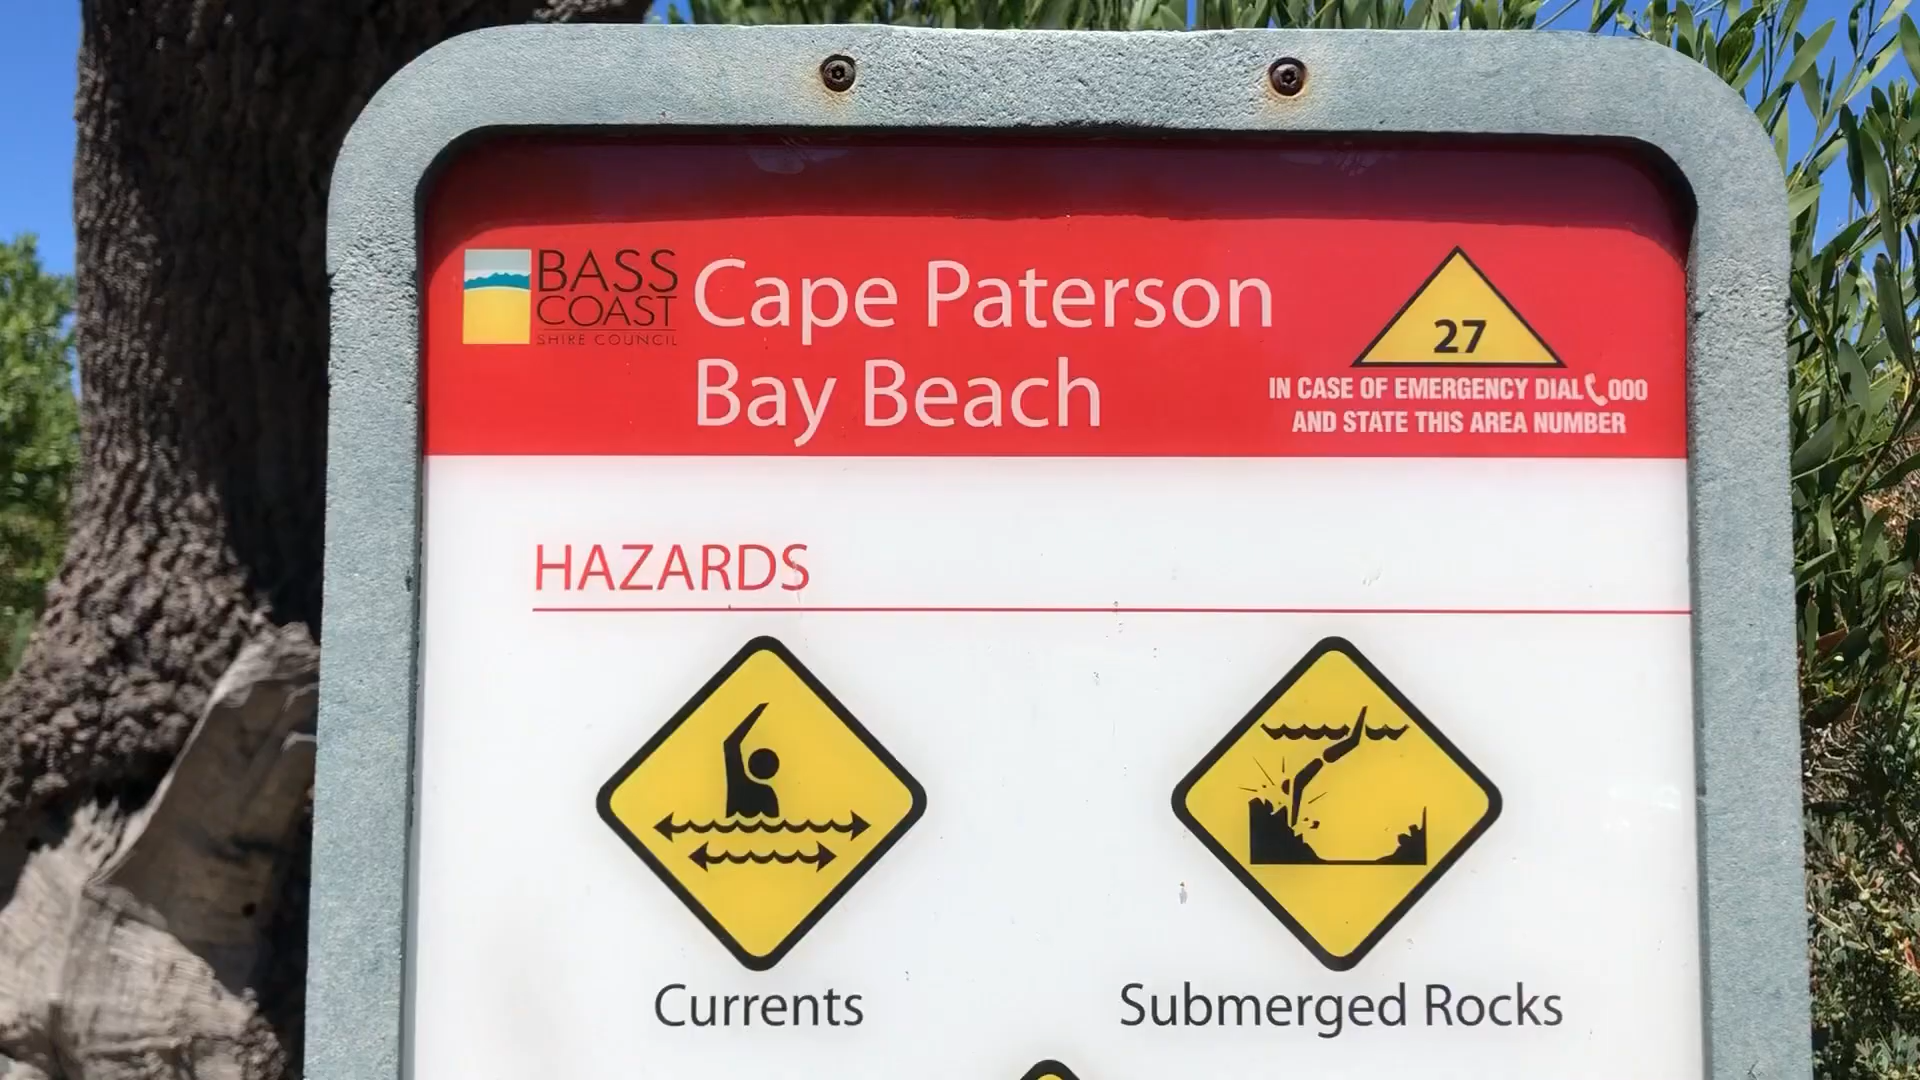 BASS
COAST
SHIRE COUNCIL
Cape Paterson
Bay Beach
27
IN CASE OF EMERGENCY DIAL 000
AND STATE THIS AREA NUMBER
HAZARDS
Currents
Submerged Rocks